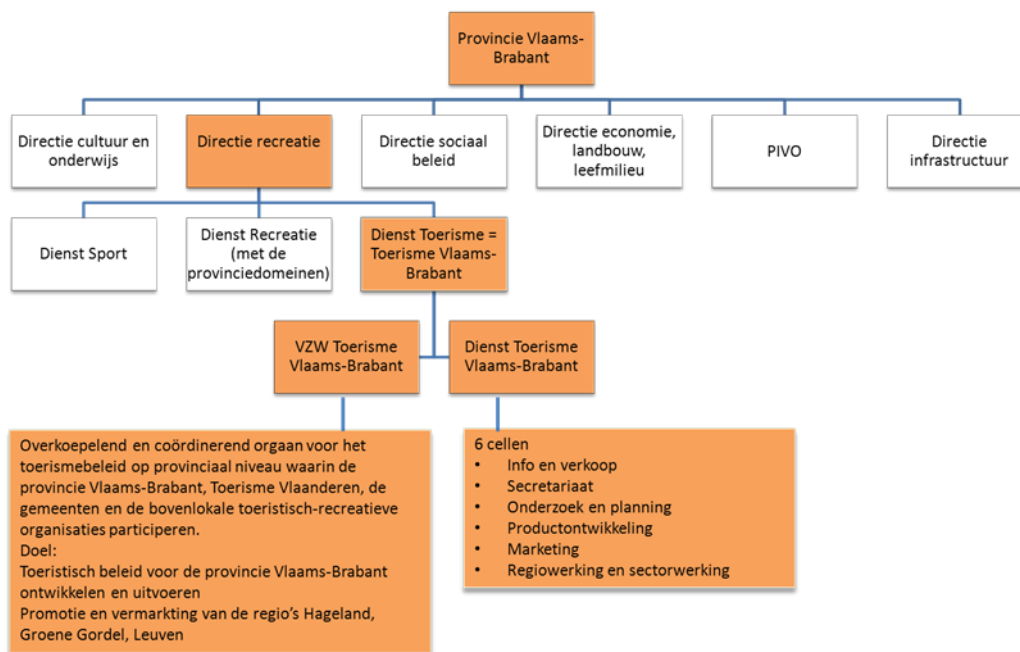 Provincie Vlaams-
Brabant
Directie cultuur en
onderwijs
Directie recreatie
Directie sociaal
beleid
Directie economie,
landbouw,
leefmilieu
PIVO
Directie
infrastructuur
Dienst Sport
Dienst Recreatie
(met de
provinciedomeinen)
Dienst Toerisme =
Toerisme Vlaams-
Brabant
VZW Toerisme
Vlaams-Brabant
Dienst Toerisme
Vlaams-Brabant
Overkoepelend en coördinerend orgaan voor het
toerismebeleid op provinciaal niveau waarin de
provincie Vlaams-Brabant, Toerisme Vlaanderen, de
gemeenten en de bovenlokale toeristisch-recreatieve
organisaties participeren.
Doel:
Toeristisch beleid voor de provincie Vlaams-Brabant
ontwikkelen en uitvoeren
Promotie en vermarkting van de regio's Hageland,
Groene Gordel, Leuven
6 cellen
• Info en verkoop
• Secretariaat
• Onderzoek en planning
• Productontwikkeling
• Marketing
• Regiowerking en sectorwerking